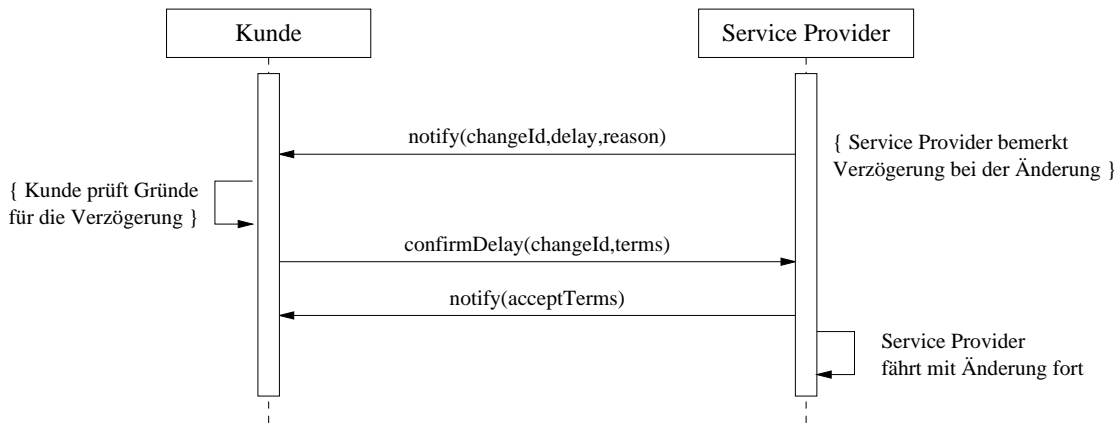 Kunde
Service Provider
notify(changeId,delay,reason)
{ Service Provider bemerkt
Verzögerung bei der Änderung }
{ Kunde prüft Gründe
für die Verzögerung }
confirmDelay(changeId,terms)
notify(acceptTerms)
Service Provider
fährt mit Änderung fort